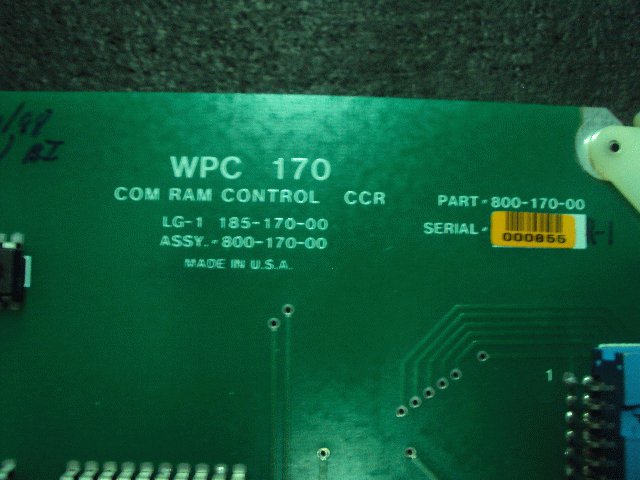 WPC 170
COM RAM CONTROL CCR
PART-800-170-00
LG-1 185-170-00
SERIAL-
000855
R-1
ASSY.-800-170-00
MADE IN U.S.A.
1